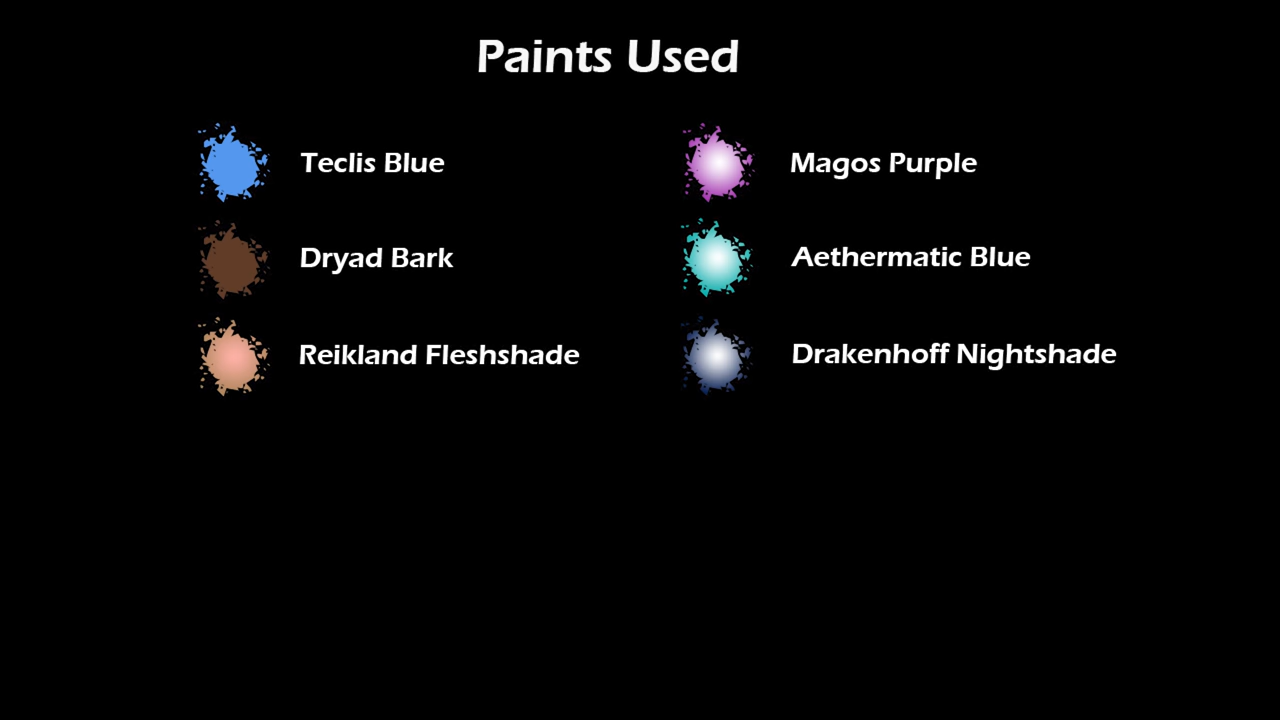 Paints Used
Teclis Blue
Magos Purple
Dryad Bark
Aethermatic Blue
Reikland Fleshshade
Drakenhoff Nightshade